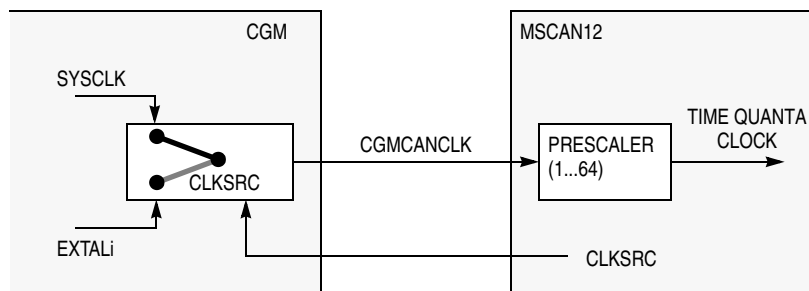 CGM
MSCAN12
SYSCLK
TIME QUANTA
CLOCK
CGMCANCLK
PRESCALER
(1...64)
CLKSRC
EXTALi
CLKSRC